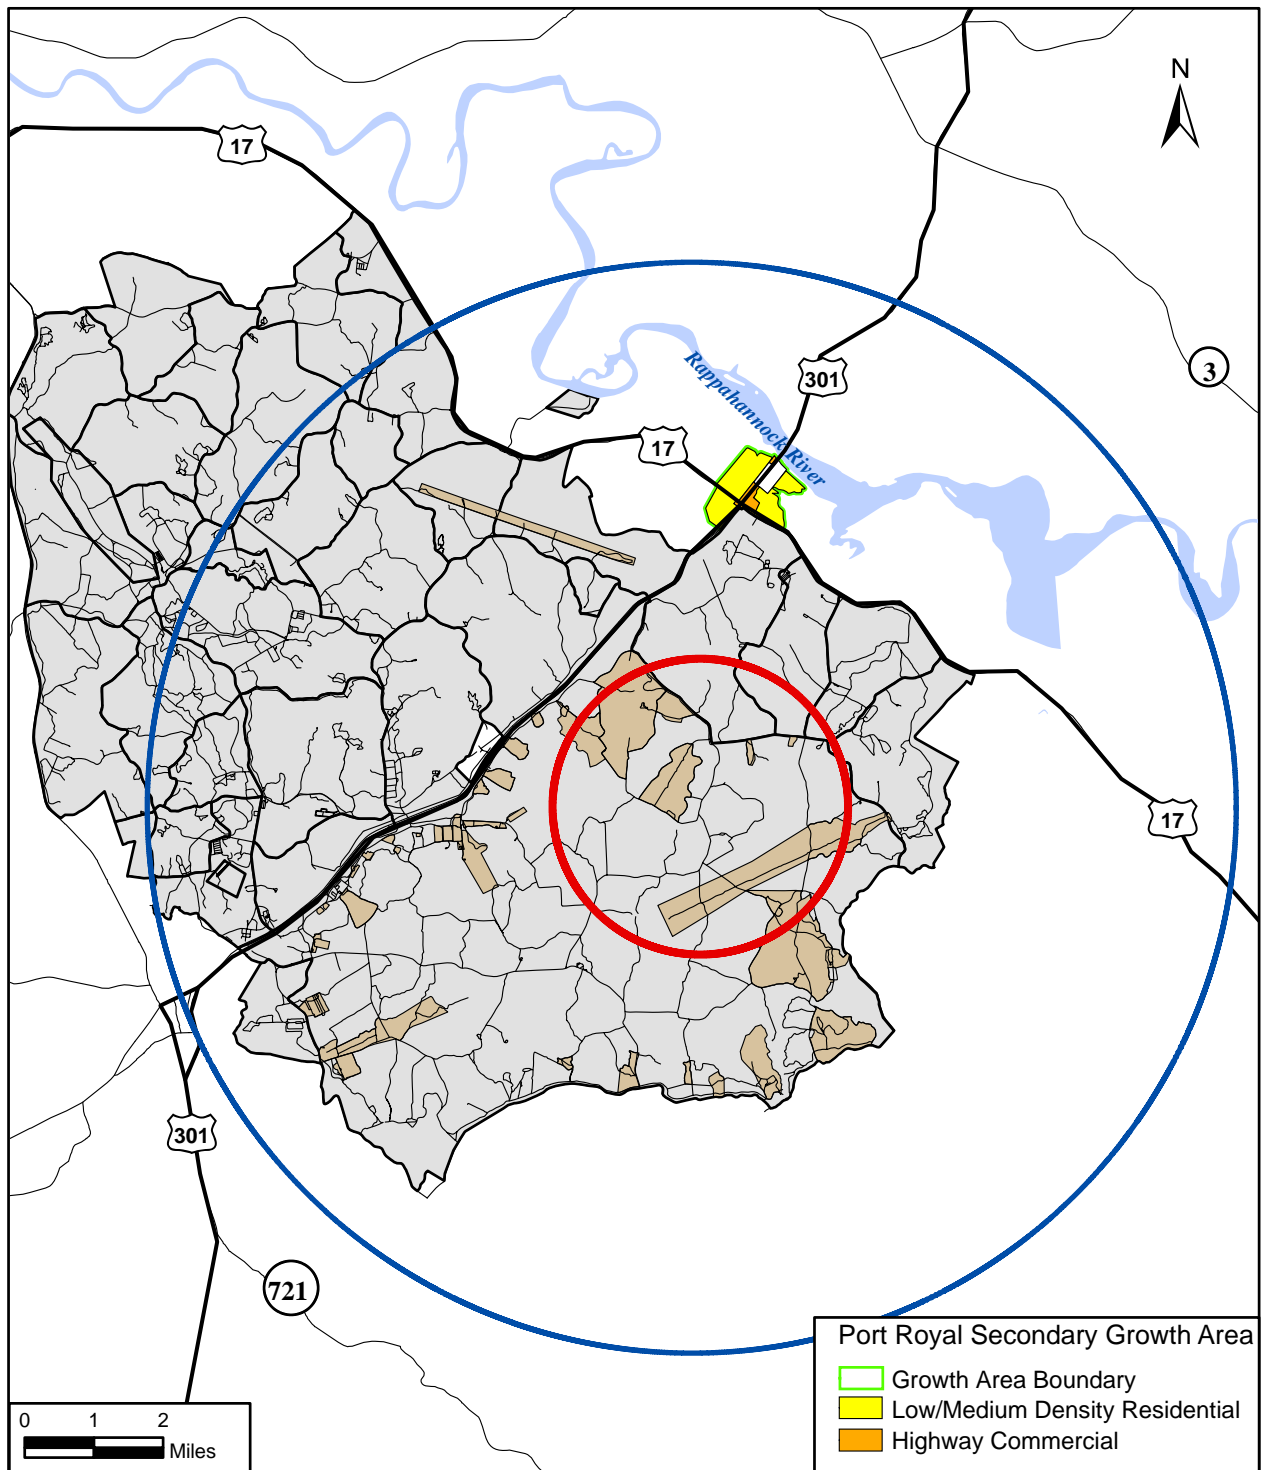 N
17
3
301
Rappahannock River
17
17
301
721
Port Royal Secondary Growth Area
Growth Area Boundary
Low/Medium Density Residential
Highway Commercial
0 1 2
Miles